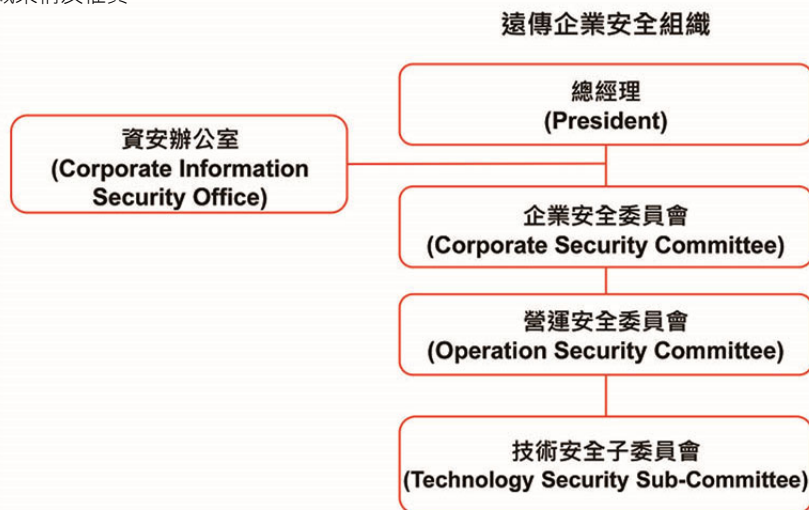 遠傳企業安全組織
總經理
(President)
資安辦公室
(Corporate Information
Security Office)
企業安全委員會
(Corporate Security Committee)
營運安全委員會
(Operation Security Committee)
技術安全子委員會
(Technology Security Sub-Committee)